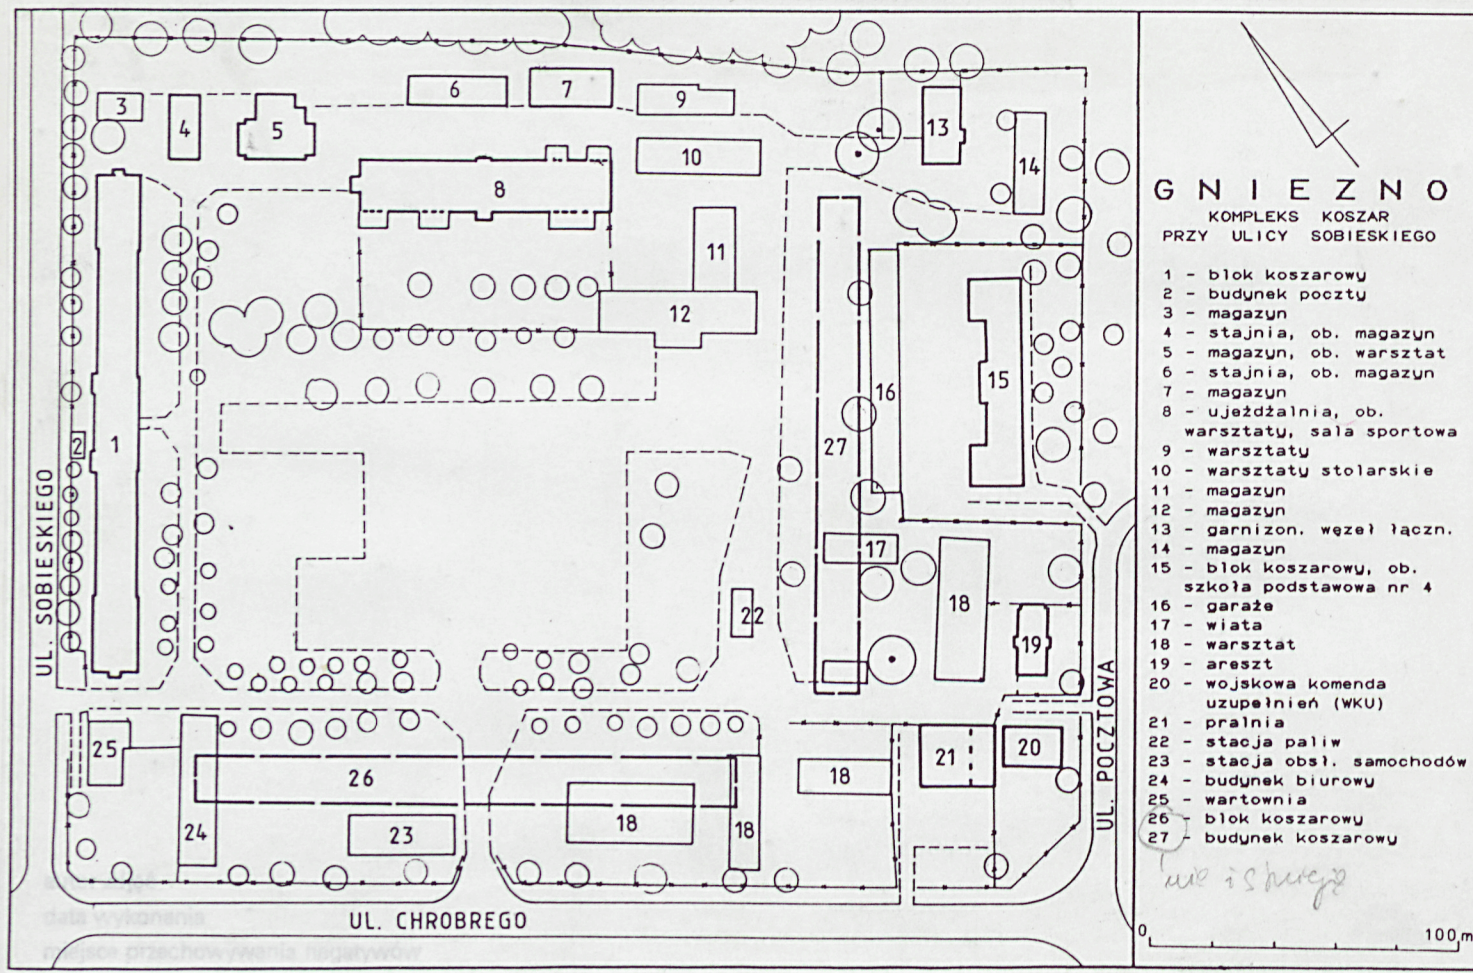 3
4
5
6
7
9
10
13
14
8
11
12
1
2
27
16
15
17
18
22
19
25
24
26
23
18
18
18
21
20
UL. SOBIESKIEGO
UL. POCZTOWA
UL. CHROBREGO
data wykonania
miejsce przechowywania negatywów
GNIEZNO
KOMPLEKS KOSZAR
PRZY ULICY SOBIESKIEGO
1 - blok koszarowy
2 - budynek poczty
3 - magazyn
4 - stajnia, ob. magazyn
5 - magazyn, ob. warsztat
6 - stajnia, ob. magazyn
7 - magazyn
8 - ujeżdżalnia, ob.
warsztaty, sala sportowa
9 - warsztaty
10 - warsztaty stolarskie
11 - magazyn
12 - magazyn
13 - garnizon. węzeł łączn.
14 - magazyn
15 - blok koszarowy, ob.
szkoła podstawowa nr 4
16 - garaże
17 - wiata
18 - warsztat
19 - areszt
20 - wojskowa komenda
uzupełnień (WKU)
21 - pralnia
22 - stacja paliw
23 - stacja obsł. samochodów
24 - budynek biurowy
25 - wartownia
26 - blok koszarowy
27 - budynek koszarowy
nie istnieją
0 100 m